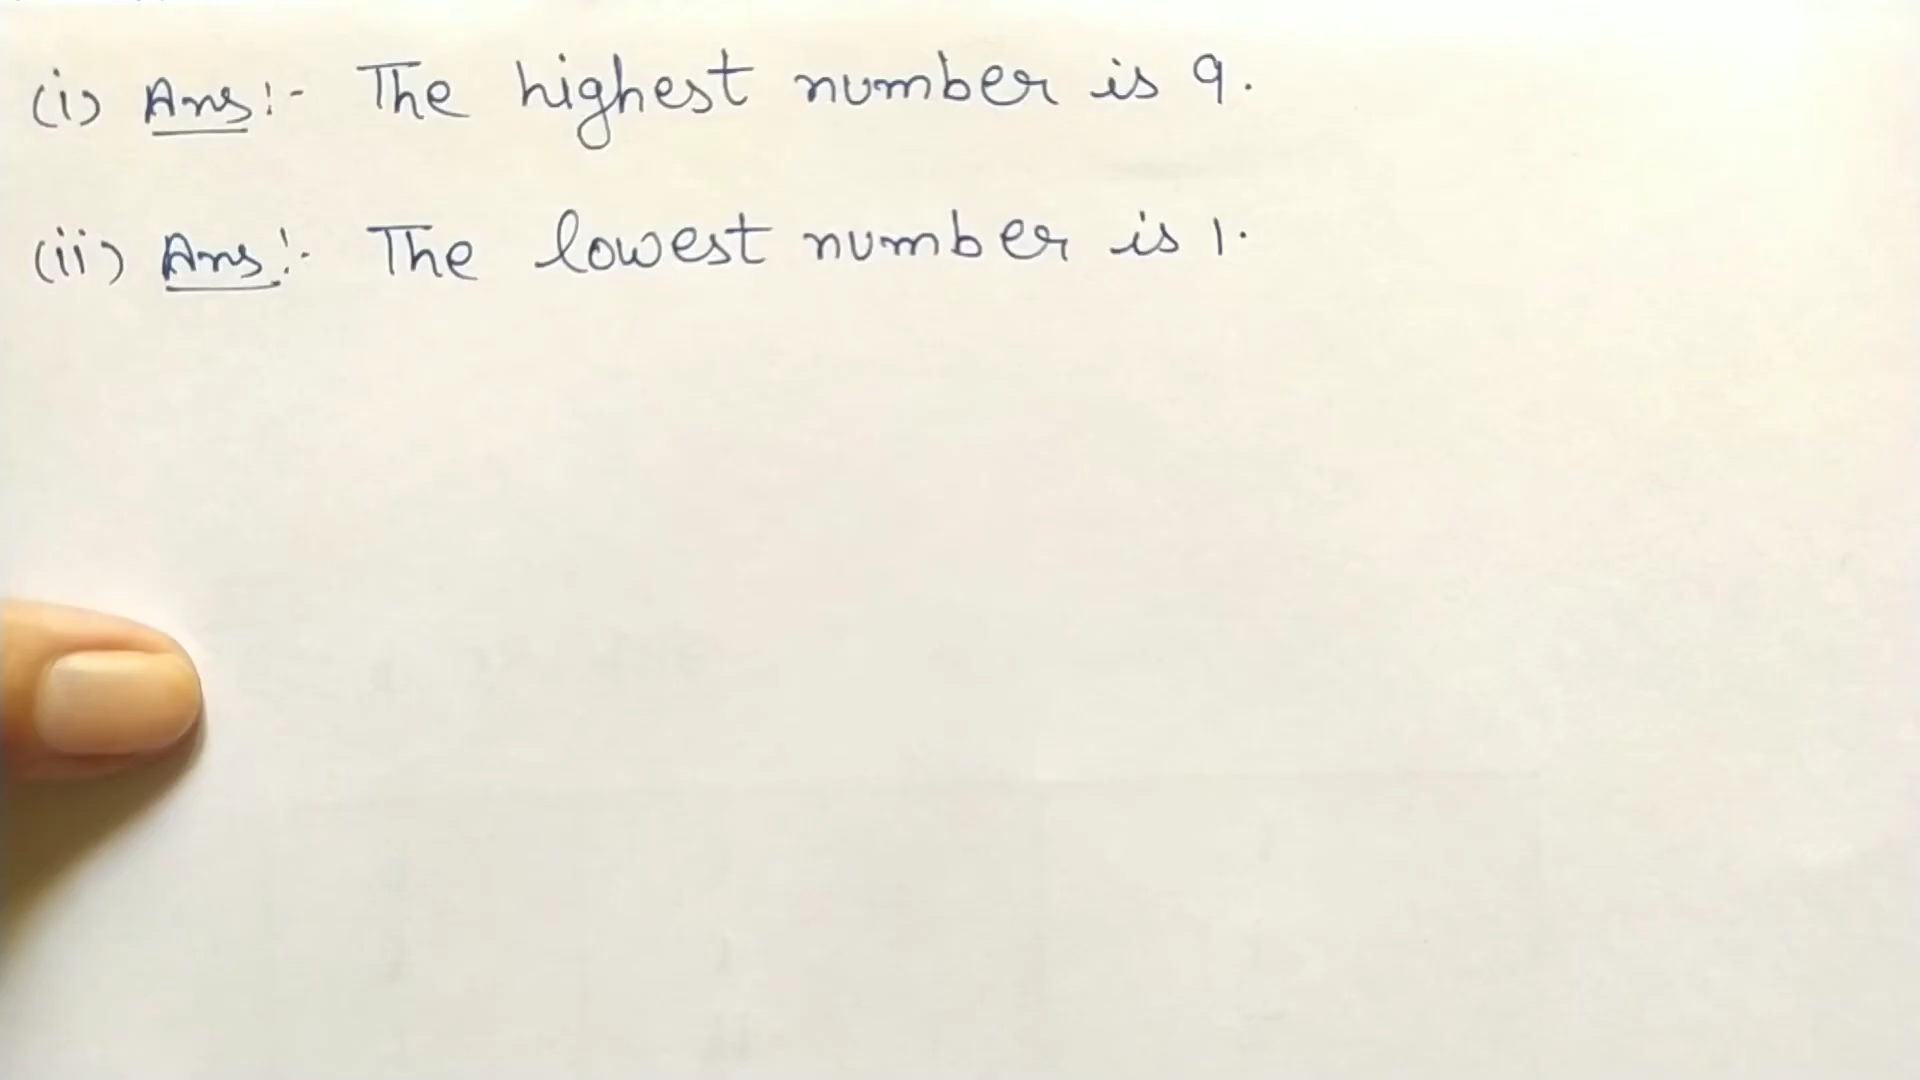 (i) Ans:- The highest number is 9.
(ii) Ans:- The lowest number is 1.